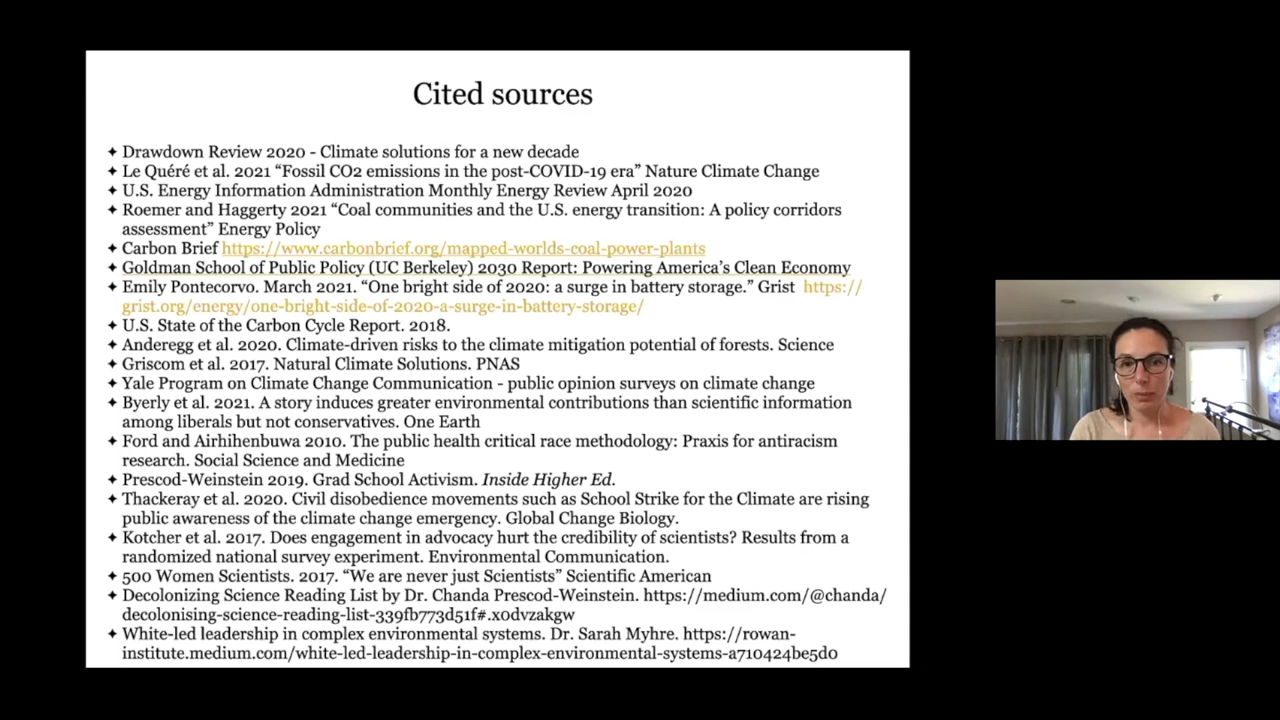 Cited sources
✦ Drawdown Review 2020 - Climate solutions for a new decade
✦ Le Quéré et al. 2021 “Fossil CO2 emissions in the post-COVID-19 era” Nature Climate Change
✦ U.S. Energy Information Administration Monthly Energy Review April 2020
✦ Roemer and Haggerty 2021 “Coal communities and the U.S. energy transition: A policy corridors
assessment” Energy Policy
✦ Carbon Brief https://www.carbonbrief.org/mapped-worlds-coal-power-plants
✦ Goldman School of Public Policy (UC Berkeley) 2030 Report: Powering America’s Clean Economy
✦ Emily Pontecorvo. March 2021. “One bright side of 2020: a surge in battery storage.” Grist https://
grist.org/energy/one-bright-side-of-2020-a-surge-in-battery-storage/
✦ U.S. State of the Carbon Cycle Report. 2018.
✦ Anderegg et al. 2020. Climate-driven risks to the climate mitigation potential of forests. Science
✦ Griscom et al. 2017. Natural Climate Solutions. PNAS
✦ Yale Program on Climate Change Communication - public opinion surveys on climate change
✦ Byerly et al. 2021. A story induces greater environmental contributions than scientific information
among liberals but not conservatives. One Earth
✦ Ford and Airhihenbuwa 2010. The public health critical race methodology: Praxis for antiracism
research. Social Science and Medicine
✦ Prescod-Weinstein 2019. Grad School Activism. Inside Higher Ed.
✦ Thackeray et al. 2020. Civil disobedience movements such as School Strike for the Climate are rising
public awareness of the climate change emergency. Global Change Biology.
✦ Kotcher et al. 2017. Does engagement in advocacy hurt the credibility of scientists? Results from a
randomized national survey experiment. Environmental Communication.
✦ 500 Women Scientists. 2017. “We are never just Scientists” Scientific American
✦ Decolonizing Science Reading List by Dr. Chanda Prescod-Weinstein. https://medium.com/@chanda/
decolonising-science-reading-list-339fb773d51f#.x0dvzakgw
✦ White-led leadership in complex environmental systems. Dr. Sarah Myhre. https://rowan-
institute.medium.com/white-led-leadership-in-complex-environmental-systems-a710424be5d0